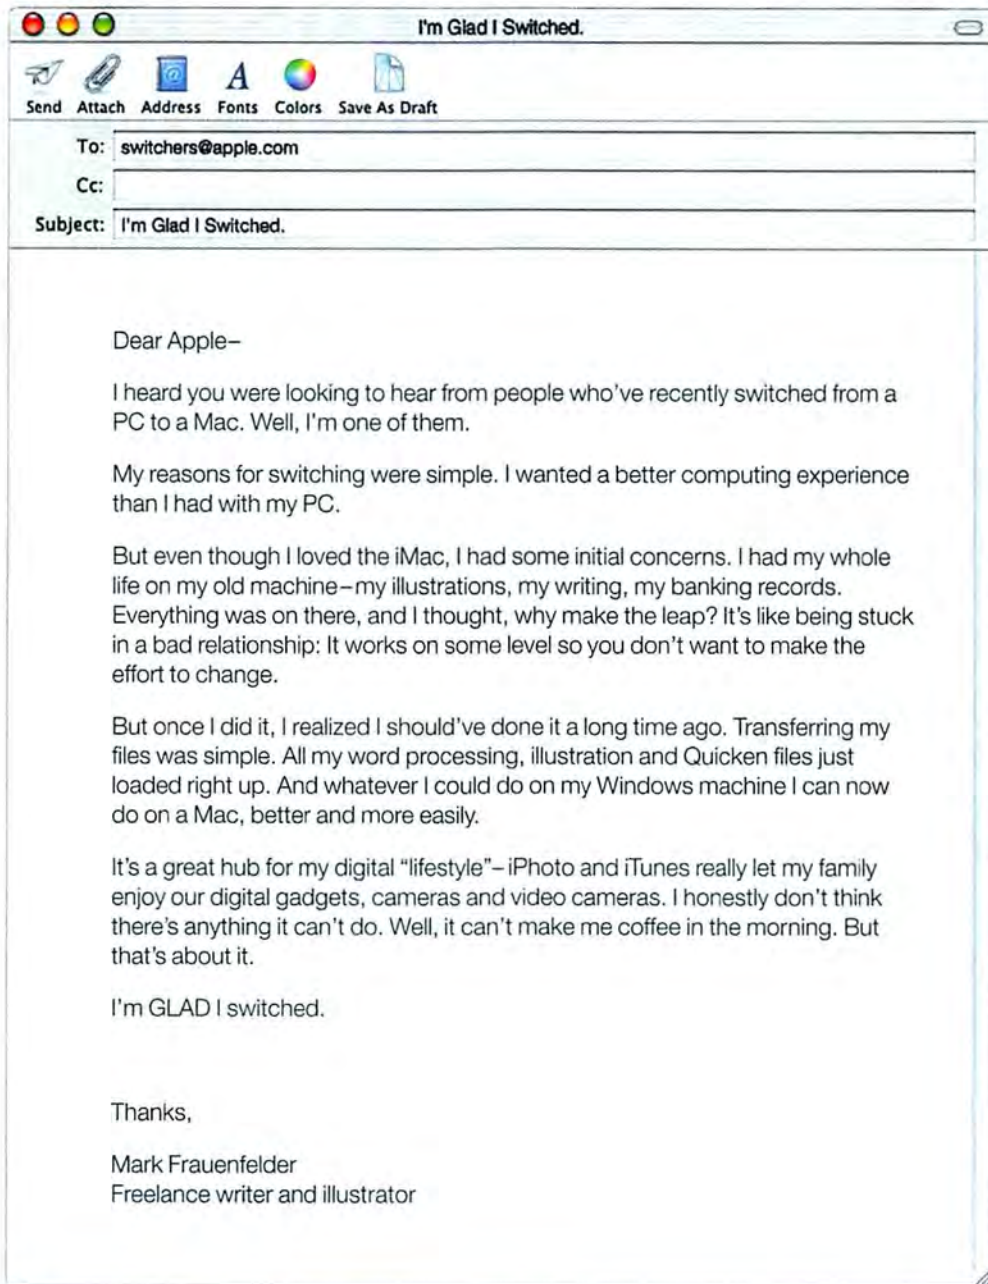 I'm Glad I Switched.
Send Attach Address Fonts Colors Save As Draft
To: switchers@apple.com
Cc:
Subject: I'm Glad I Switched.
Dear Apple–
I heard you were looking to hear from people who've recently switched from a
PC to a Mac. Well, I'm one of them.
My reasons for switching were simple. I wanted a better computing experience
than I had with my PC.
But even though I loved the iMac, I had some initial concerns. I had my whole
life on my old machine–my illustrations, my writing, my banking records.
Everything was on there, and I thought, why make the leap? It's like being stuck
in a bad relationship: It works on some level so you don't want to make the
effort to change.
But once I did it, I realized I should've done it a long time ago. Transferring my
files was simple. All my word processing, illustration and Quicken files just
loaded right up. And whatever I could do on my Windows machine I can now
do on a Mac, better and more easily.
It's a great hub for my digital “lifestyle”–iPhoto and iTunes really let my family
enjoy our digital gadgets, cameras and video cameras. I honestly don't think
there's anything it can't do. Well, it can't make me coffee in the morning. But
that's about it.
I'm GLAD I switched.
Thanks,
Mark Frauenfelder
Freelance writer and illustrator